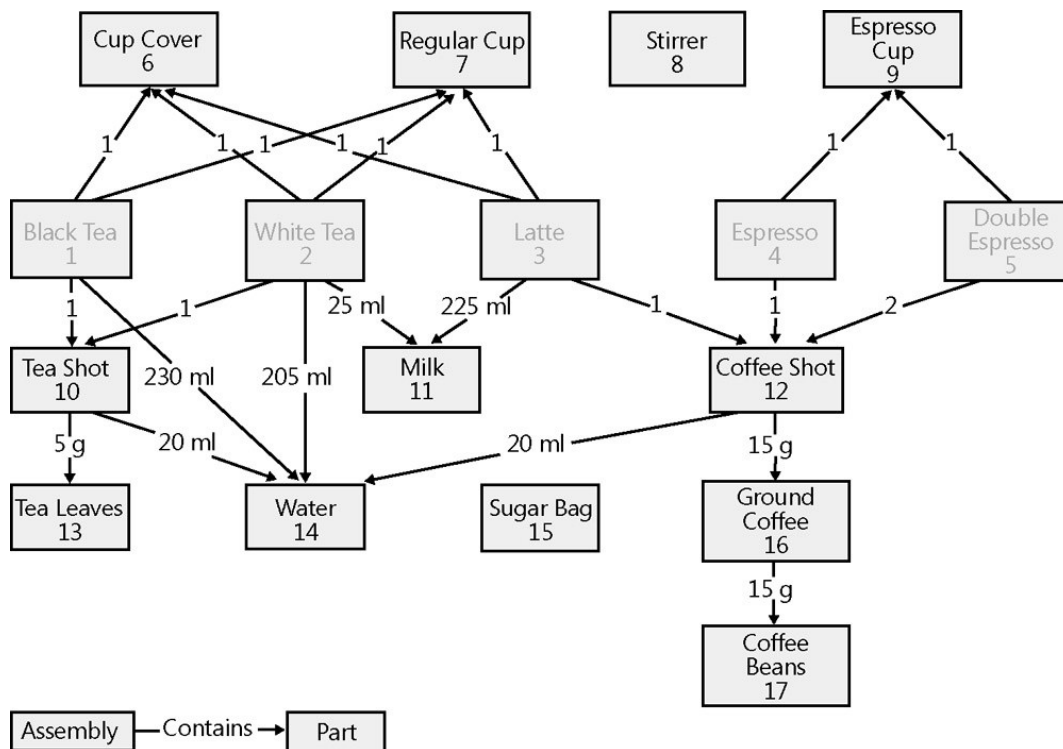 Cup Cover
6
Regular Cup
7
Stirrer
8
Espresso
Cup
9
1
1
1
1
1
1
1
1
Black Tea
1
White Tea
2
Latte
3
Espresso
4
Double
Espresso
5
1
1
25 ml
225 ml
1
1
2
Tea Shot
10
230 ml
205 ml
Milk
11
Coffee Shot
12
5 g
20 ml
20 ml
15 g
Tea Leaves
13
Water
14
Sugar Bag
15
Ground
Coffee
16
15 g
Coffee
Beans
17
Assembly
Contains
Part